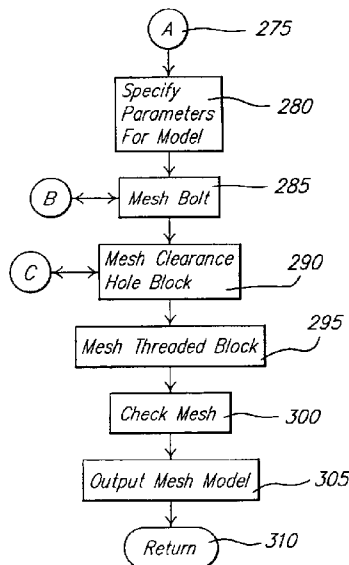 A
275
Specify
Parameters
For Model
280
B
Mesh Bolt
285
C
Mesh Clearance
Hole Block
290
Mesh Threaded Block
295
Check Mesh
300
Output Mesh Model
305
Return
310